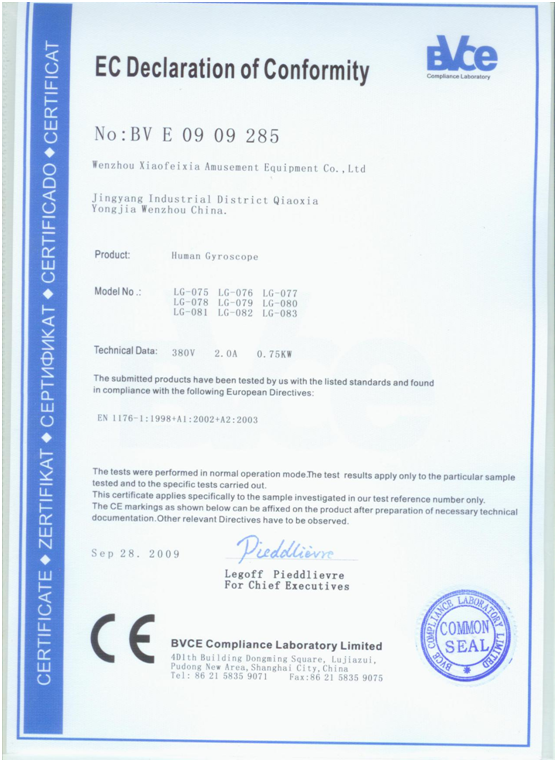 EC Declaration of Conformity
BVce
Compliance Laboratory
No:BV E 09 09 285
Wenzhou Xiaofeixia Amusement Equipment Co.,Ltd
Jingyang Industrial District Qiaoxia
Yongjia Wenzhou China.
Product: Human Gyroscope
Model No.: LG-075 LG-076 LG-077
LG-078 LG-079 LG-080
LG-081 LG-082 LG-083
Technical Data: 380V 2.0A 0.75KW
The submitted products have been tested by us with the listed standards and found
in compliance with the following European Directives:
EN 1176-1:1998+A1:2002+A2:2003
The tests were performed in normal operation mode.The test results apply only to the particular sample
tested and to the specific tests carried out.
This certificate applies specifically to the sample investigated in our test reference number only.
The CE markings as shown below can be affixed on the product after preparation of necessary technical
documentation.Other relevant Directives have to be observed.
Sep 28. 2009
Pieddlievre
Legoff Pieddlievre
For Chief Executives
CE
BVCE Compliance Laboratory Limited
4D1th Building Dongming Square, Lujiazui,
Pudong New Area,Shanghai City,China
Tel: 86 21 5835 9071 Fax:86 21 5835 9075
BVCE COMPLIANCE LABORATORY LIMITED
COMMON
SEAL
CERTIFICATE ◆ ZERTIFIKAT ◆ СЕРТИФИКАТ ◆ CERTIFICADO ◆ CERTIFICAT